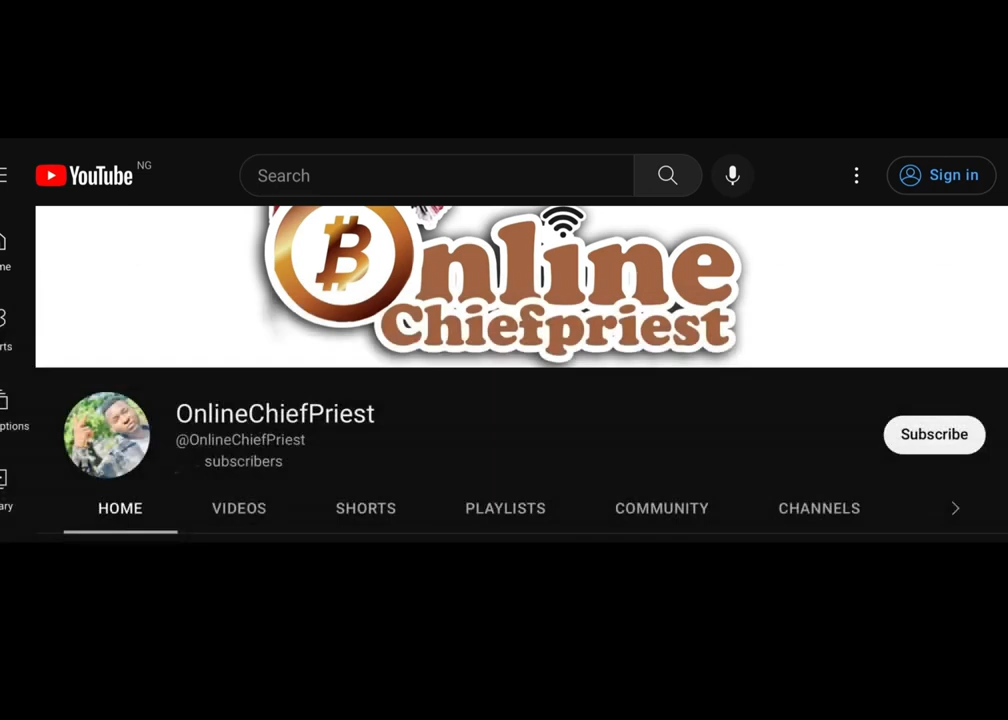 YouTube NG
Search
Sign in
me
Online
Chiefpriest
rts
OnlineChiefPriest
@OnlineChiefPriest
ptions
subscribers
Subscribe
ary
HOME VIDEOS SHORTS PLAYLISTS COMMUNITY CHANNELS